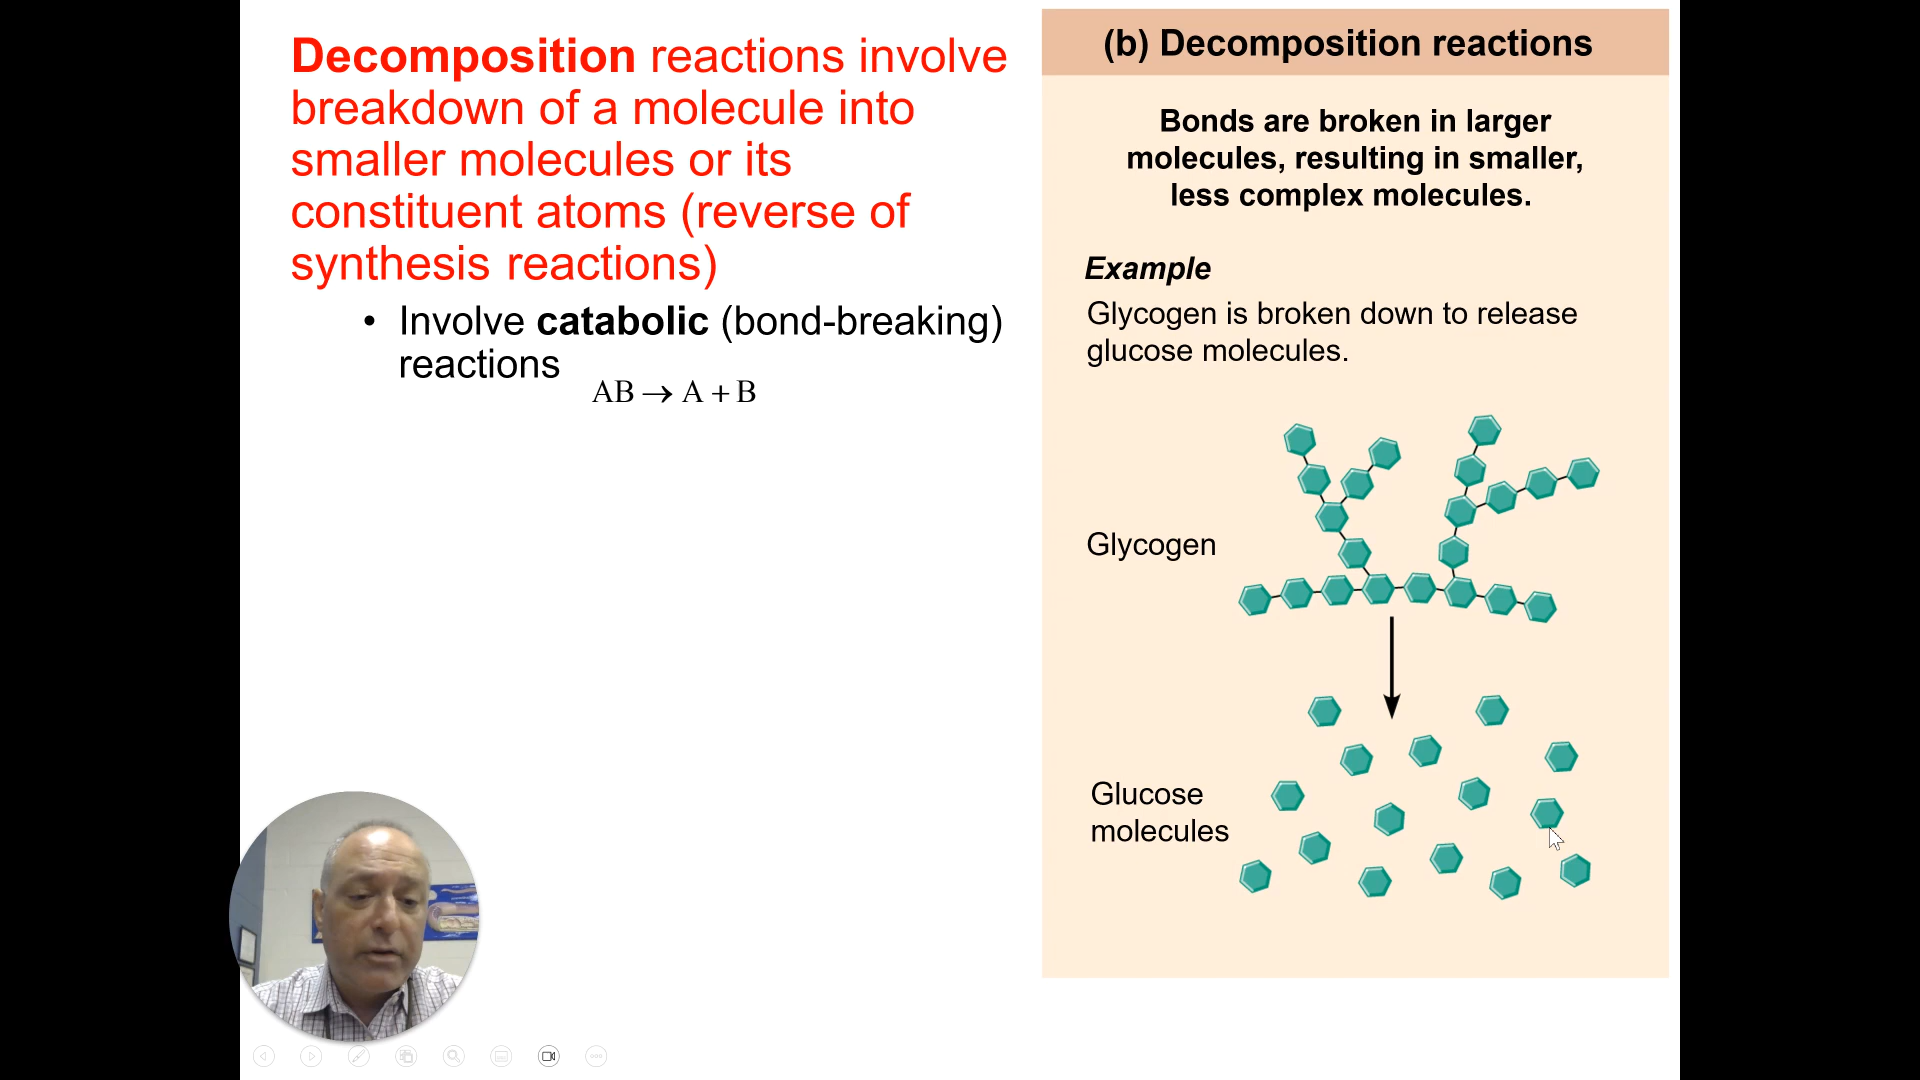 Decomposition reactions involve
breakdown of a molecule into
smaller molecules or its
constituent atoms (reverse of
synthesis reactions)
• Involve catabolic (bond-breaking)
reactions
AB → A + B
(b) Decomposition reactions
Bonds are broken in larger
molecules, resulting in smaller,
less complex molecules.
Example
Glycogen is broken down to release
glucose molecules.
Glycogen
Glucose
molecules